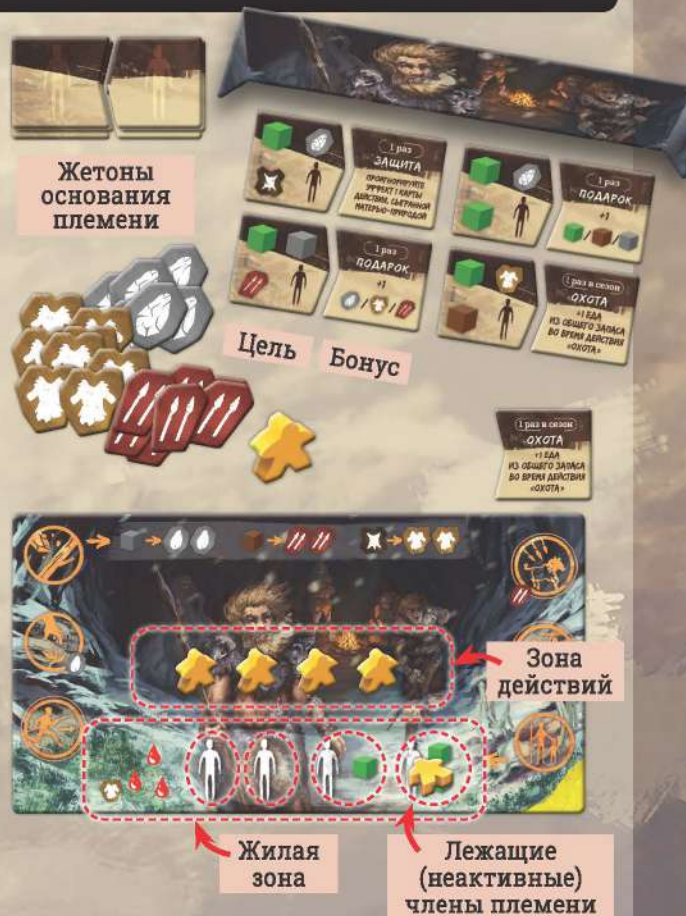 Жетоны
основания
племени
1 раз
ЗАЩИТА
ПРОИГНОРИРУЙТЕ
ЭФФЕКТ 1 КАРТЫ
ДЕЙСТВИЯ, СЫГРАННОЙ
МАТЕРЬЮ-ПРИРОДОЙ
1 раз
ПОДАРОК
+1
/ /
1 раз
ПОДАРОК
+1
/ /
1 раз в сезон
ОХОТА
+1 ЕДА
ИЗ ОБЩЕГО ЗАПАСА
ВО ВРЕМЯ ДЕЙСТВИЯ
«ОХОТА»
Цель Бонус
1 раз в сезон
ОХОТА
+1 ЕДА
ИЗ ОБЩЕГО ЗАПАСА
ВО ВРЕМЯ ДЕЙСТВИЯ
«ОХОТА»
Зона
действий
Жилая
зона
Лежащие
(неактивные)
члены племени